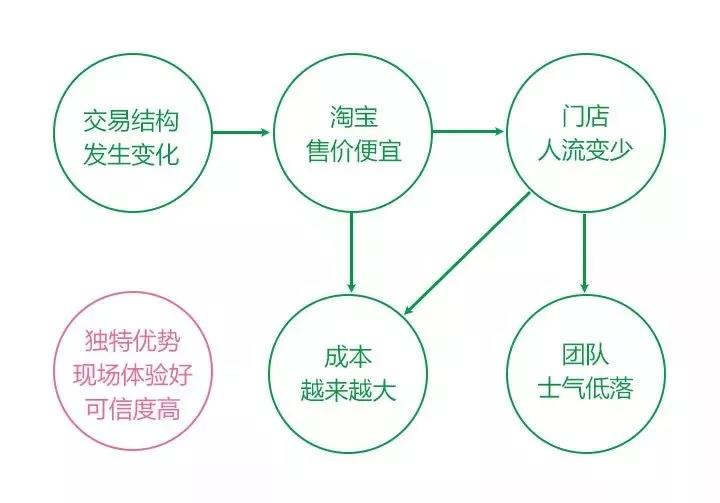 交易结构
发生变化
淘宝
售价便宜
门店
人流变少
独特优势
现场体验好
可信度高
成本
越来越大
团队
士气低落